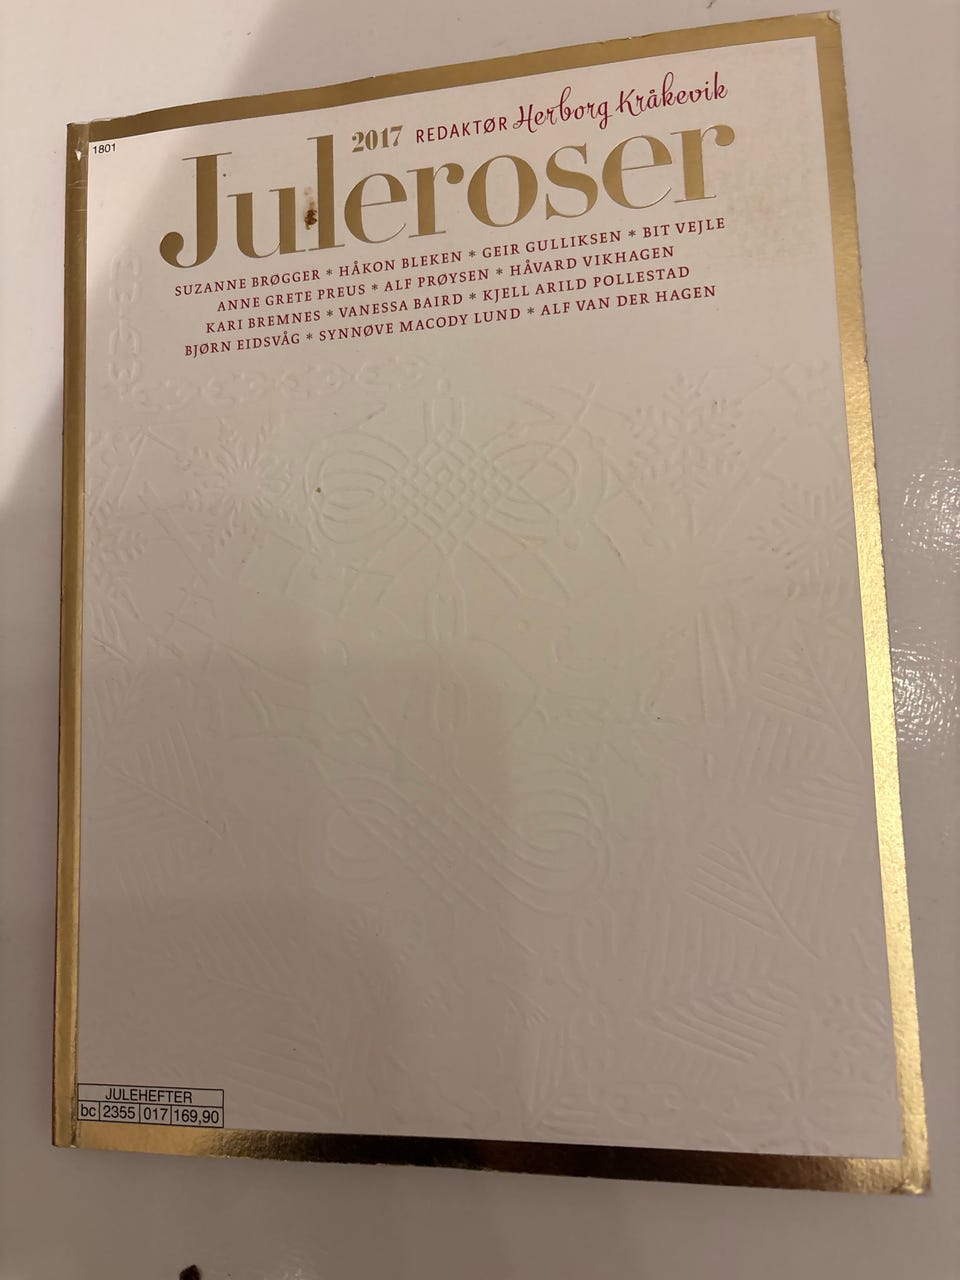 1801
2017 REDAKTØR Herborg Kråkevik
Juleroser
SUZANNE BRØGGER * HÅKON BLEKEN * GEIR GULLIKSEN * BIT VEJLE
ANNE GRETE PREUS * ALF PRØYSEN * HÅVARD VIKHAGEN
KARI BREMNES * VANESSA BAIRD * KJELL ARILD POLLESTAD
BJØRN EIDSVÅG * SYNNØVE MACODY LUND * ALF VAN DER HAGEN
JULEHEFTER
bc 2355 017 169,90